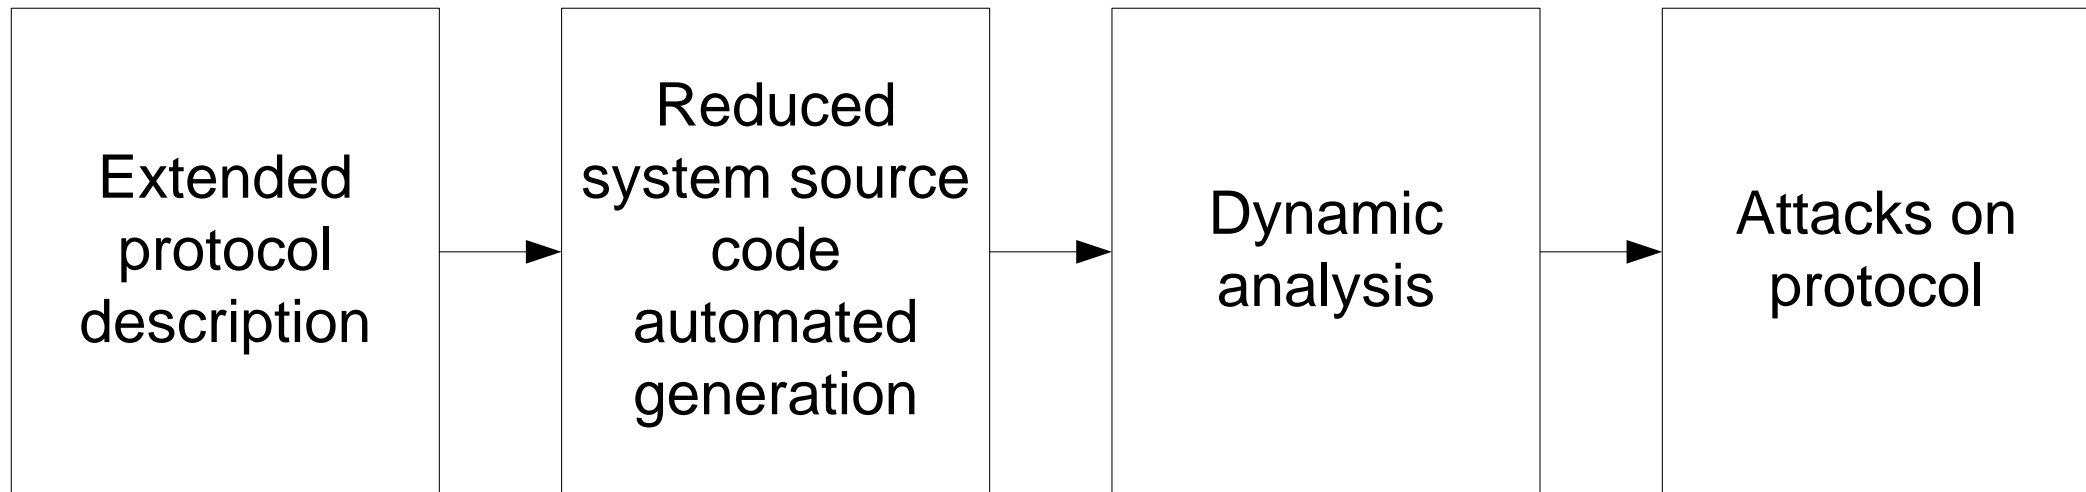 Extended
protocol
description
Reduced
system source
code
automated
generation
Dynamic
analysis
Attacks on
protocol